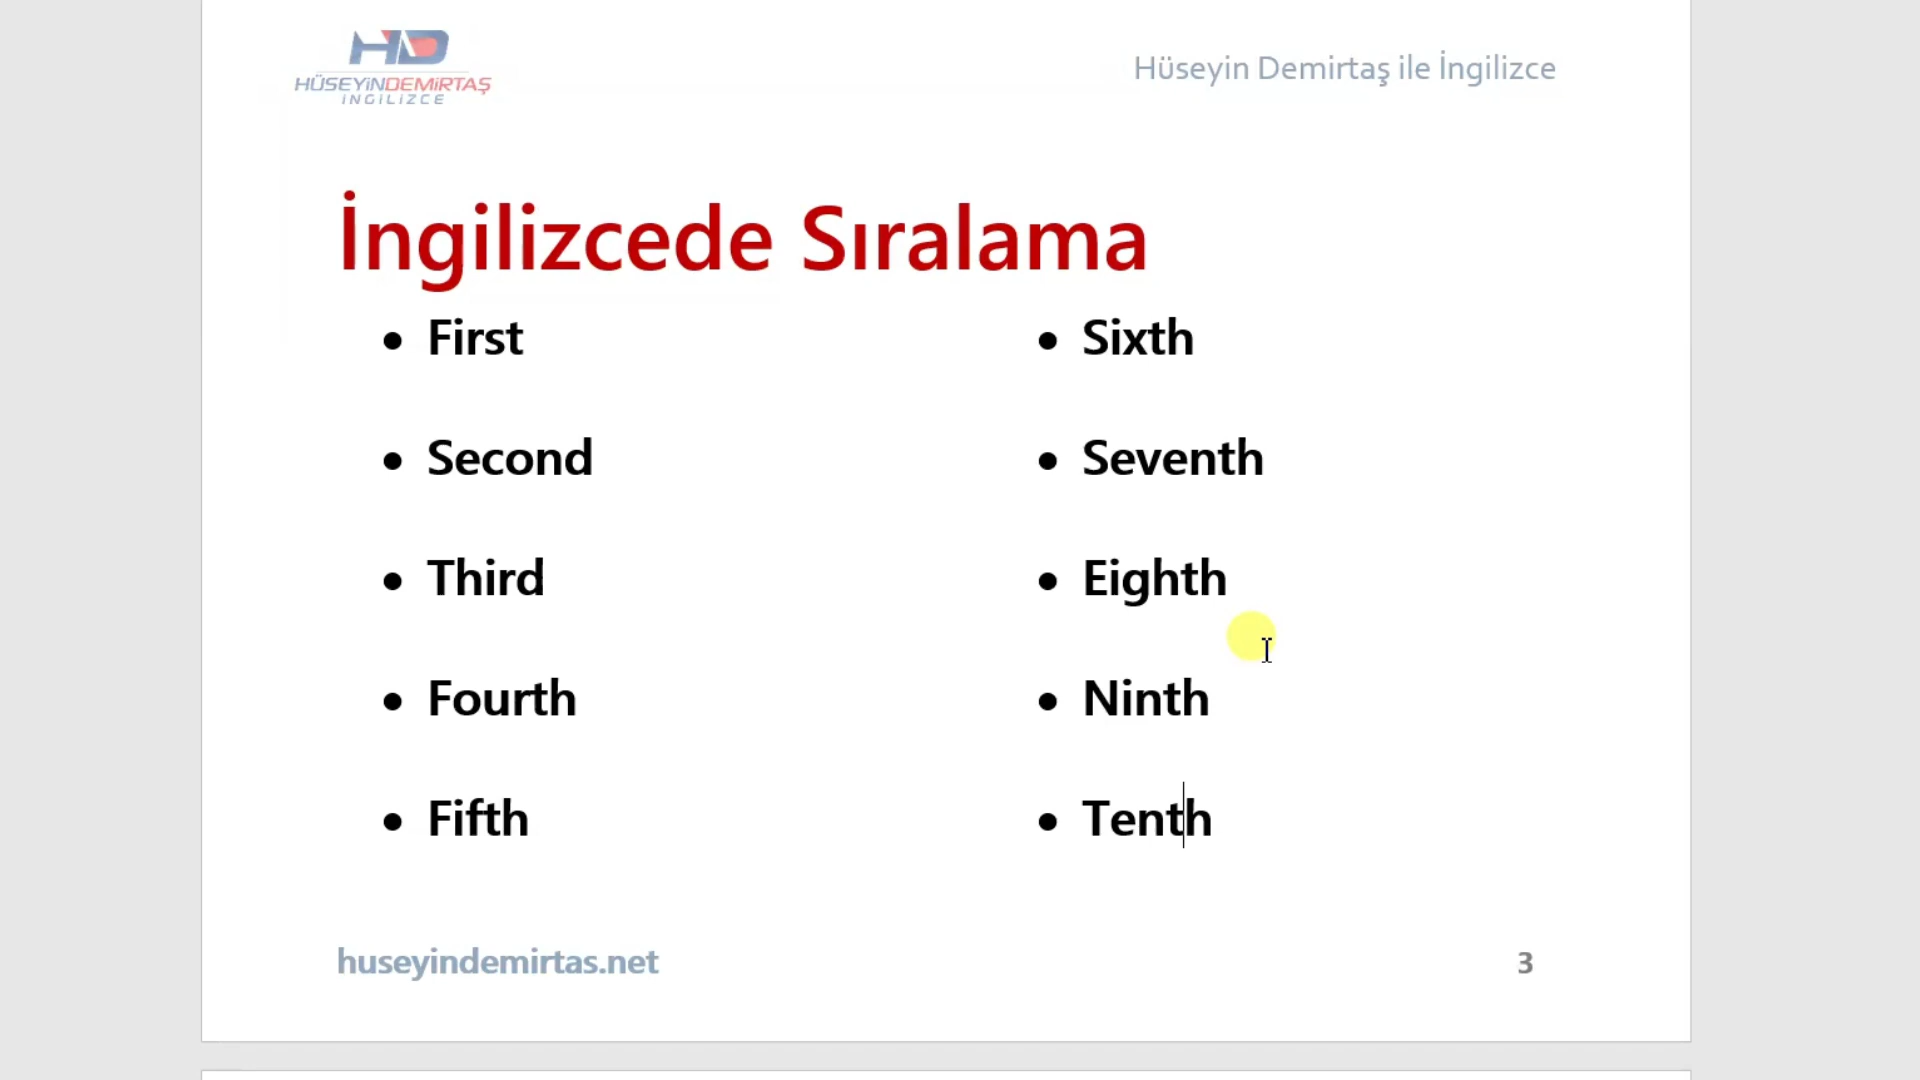 HD
HÜSEYİNDEMİRTAŞ
İNGİLİZCE
Hüseyin Demirtaş ile İngilizce
İngilizcede Sıralama
• First
• Second
• Third
• Fourth
• Fifth
• Sixth
• Seventh
• Eighth
• Ninth
• Tenth
huseyindemirtas.net
3